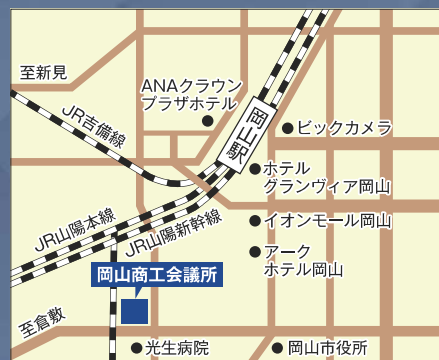 至新見
ANAクラウン
プラザホテル
JR吉備線
岡山駅
ビックカメラ
ホテル
グランヴィア岡山
JR山陽本線
JR山陽新幹線
イオンモール岡山
アーク
ホテル岡山
岡山商工会議所
至倉敷
光生病院
岡山市役所